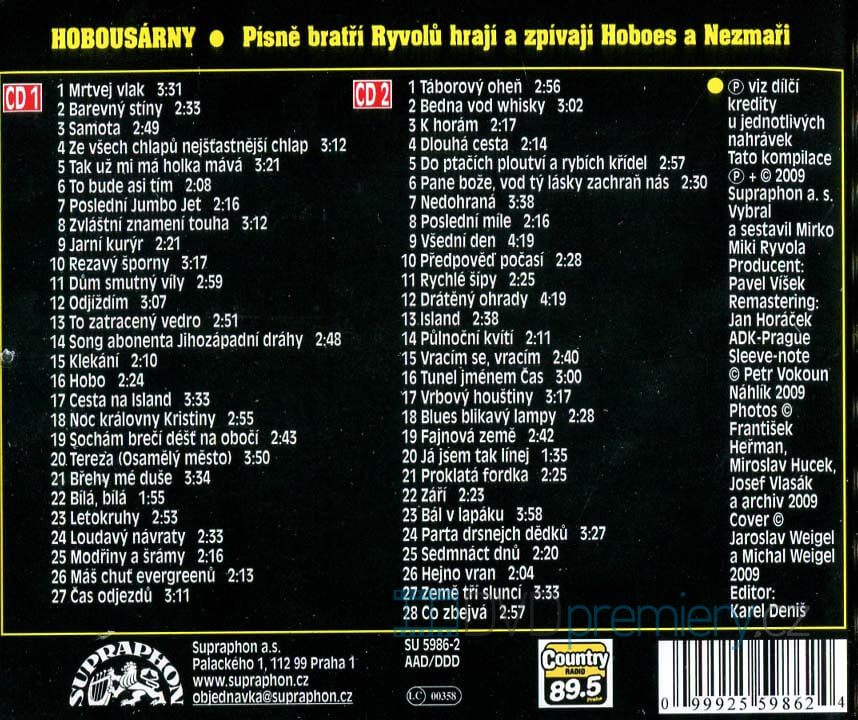 HOBOUSÁRNY ● Písně bratří Ryvolů hrají a zpívají Hoboes a Nezmaři
CD 1
1 Mrtvej vlak 3:31
2 Barevný stíny 2:33
3 Samota 2:49
4 Ze všech chlapů nejšťastnější chlap 3:12
5 Tak už mi má holka mává 3:21
6 To bude asi tím 2:08
7 Poslední Jumbo Jet 2:16
8 Zvláštní znamení touha 3:12
9 Jarní kurýr 2:21
10 Rezavý šporny 3:17
11 Dům smutný víly 2:59
12 Odjíždím 3:07
13 To zatracený vedro 2:51
14 Song abonenta Jihozápadní dráhy 2:48
15 Klekání 2:10
16 Hobo 2:24
17 Cesta na Island 3:33
18 Noc královny Kristiny 2:55
19 Sochám brečí déšť na obočí 2:43
20 Tereza (Osamělý město) 3:50
21 Břehy mé duše 3:34
22 Bílá, bílá 1:55
23 Letokruhy 2:53
24 Loudavý návraty 2:33
25 Modřiny a šrámy 2:16
26 Máš chuť evergreenů 2:13
27 Čas odjezdů 3:11
CD 2
1 Táborový oheň 2:56
2 Bedna vod whisky 3:02
3 K horám 2:17
4 Dlouhá cesta 2:14
5 Do ptačích ploutví a rybích křídel 2:57
6 Pane bože, vod tý lásky zachraň nás 2:30
7 Nedohraná 3:38
8 Poslední míle 2:16
9 Všední den 4:19
10 Předpověď počasí 2:28
11 Rychlé šípy 2:25
12 Drátěný ohrady 4:19
13 Island 2:38
14 Půlnoční kvítí 2:11
15 Vracím se, vracím 2:40
16 Tunel jménem Čas 3:00
17 Vrbový houštiny 3:17
18 Blues blikavý lampy 2:28
19 Fajnová země 2:42
20 Já jsem tak línej 1:35
21 Proklatá fordka 2:25
22 Září 2:23
23 Bál v lapáku 3:58
24 Parta drsnejch dědků 3:27
25 Sedmnáct dnů 2:20
26 Hejno vran 2:04
27 Země tří sluncí 3:33
28 Co zbejvá 2:57
● Ⓟ viz dílčí
kredity
u jednotlivých
nahrávek
Tato kompilace
Ⓟ + © 2009
Supraphon a. s.
Vybral
a sestavil Mirko
Miki Ryvola
Producent:
Pavel Víšek
Remastering:
Jan Horáček
ADK-Prague
Sleeve-note
© Petr Vokoun
Náhlík 2009
Photos ©
František
Heřman,
Miroslav Hucek,
Josef Vlasák
a archiv 2009
Cover ©
Jaroslav Weigel
a Michal Weigel
2009
Editor:
Karel Deniš
DVDpremiery.cz
SUPRAPHON
Supraphon a.s.
Palackého 1, 112 99 Praha 1
www.supraphon.cz
objednavka@supraphon.cz
SU 5986-2
AAD/DDD
LC 00358
Country
RADIO
89.5
Praha
0 99925 59862 4